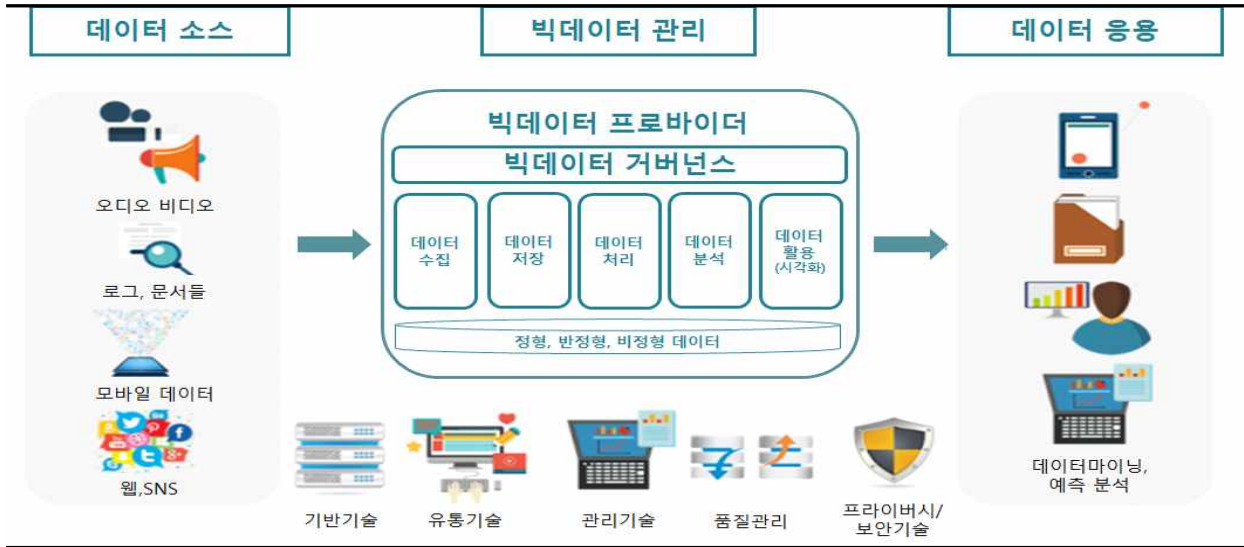 데이터 소스
빅데이터 관리
데이터 응용
오디오 비디오
로그, 문서들
모바일 데이터
웹,SNS
빅데이터 프로바이더
빅데이터 거버넌스
데이터
수집
데이터
저장
데이터
처리
데이터
분석
데이터
활용
(시각화)
정형, 반정형, 비정형 데이터
기반기술
유통기술
관리기술
품질관리
프라이버시/
보안기술
데이터마이닝,
예측 분석